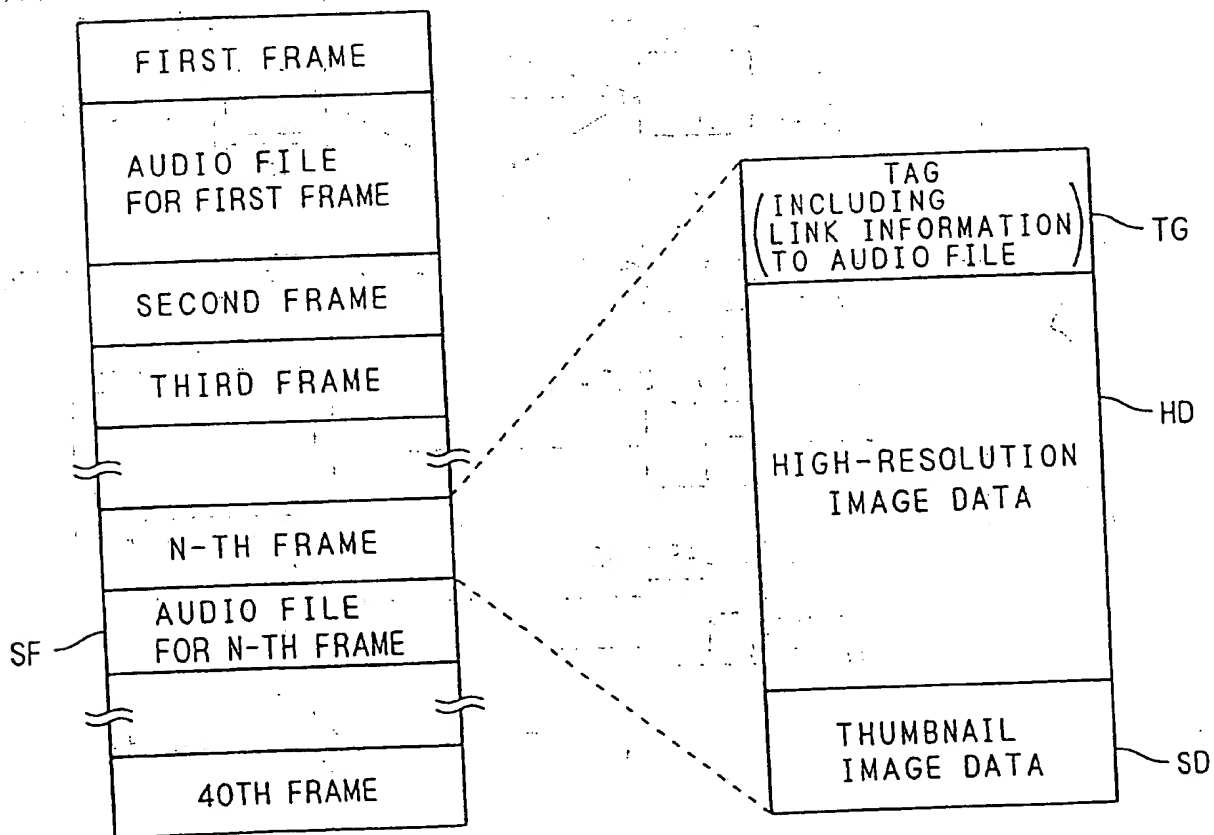 FIRST FRAME
AUDIO FILE
FOR FIRST FRAME
SECOND FRAME
THIRD FRAME
N-TH FRAME
AUDIO FILE
FOR N-TH FRAME
SF
40TH FRAME
TAG
(INCLUDING
LINK INFORMATION
TO AUDIO FILE)
TG
HIGH-RESOLUTION
IMAGE DATA
HD
THUMBNAIL
IMAGE DATA
SD